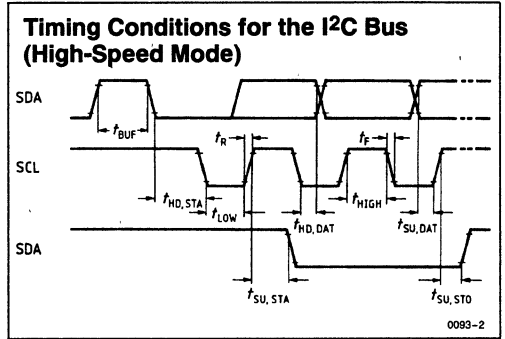 Timing Conditions for the I²C Bus
(High-Speed Mode)
SDA
tBUF
tR
tF
SCL
tHD, STA
tLOW
tHD, DAT
tHIGH
tSU, DAT
SDA
tSU, STA
tSU, STO
0093–2